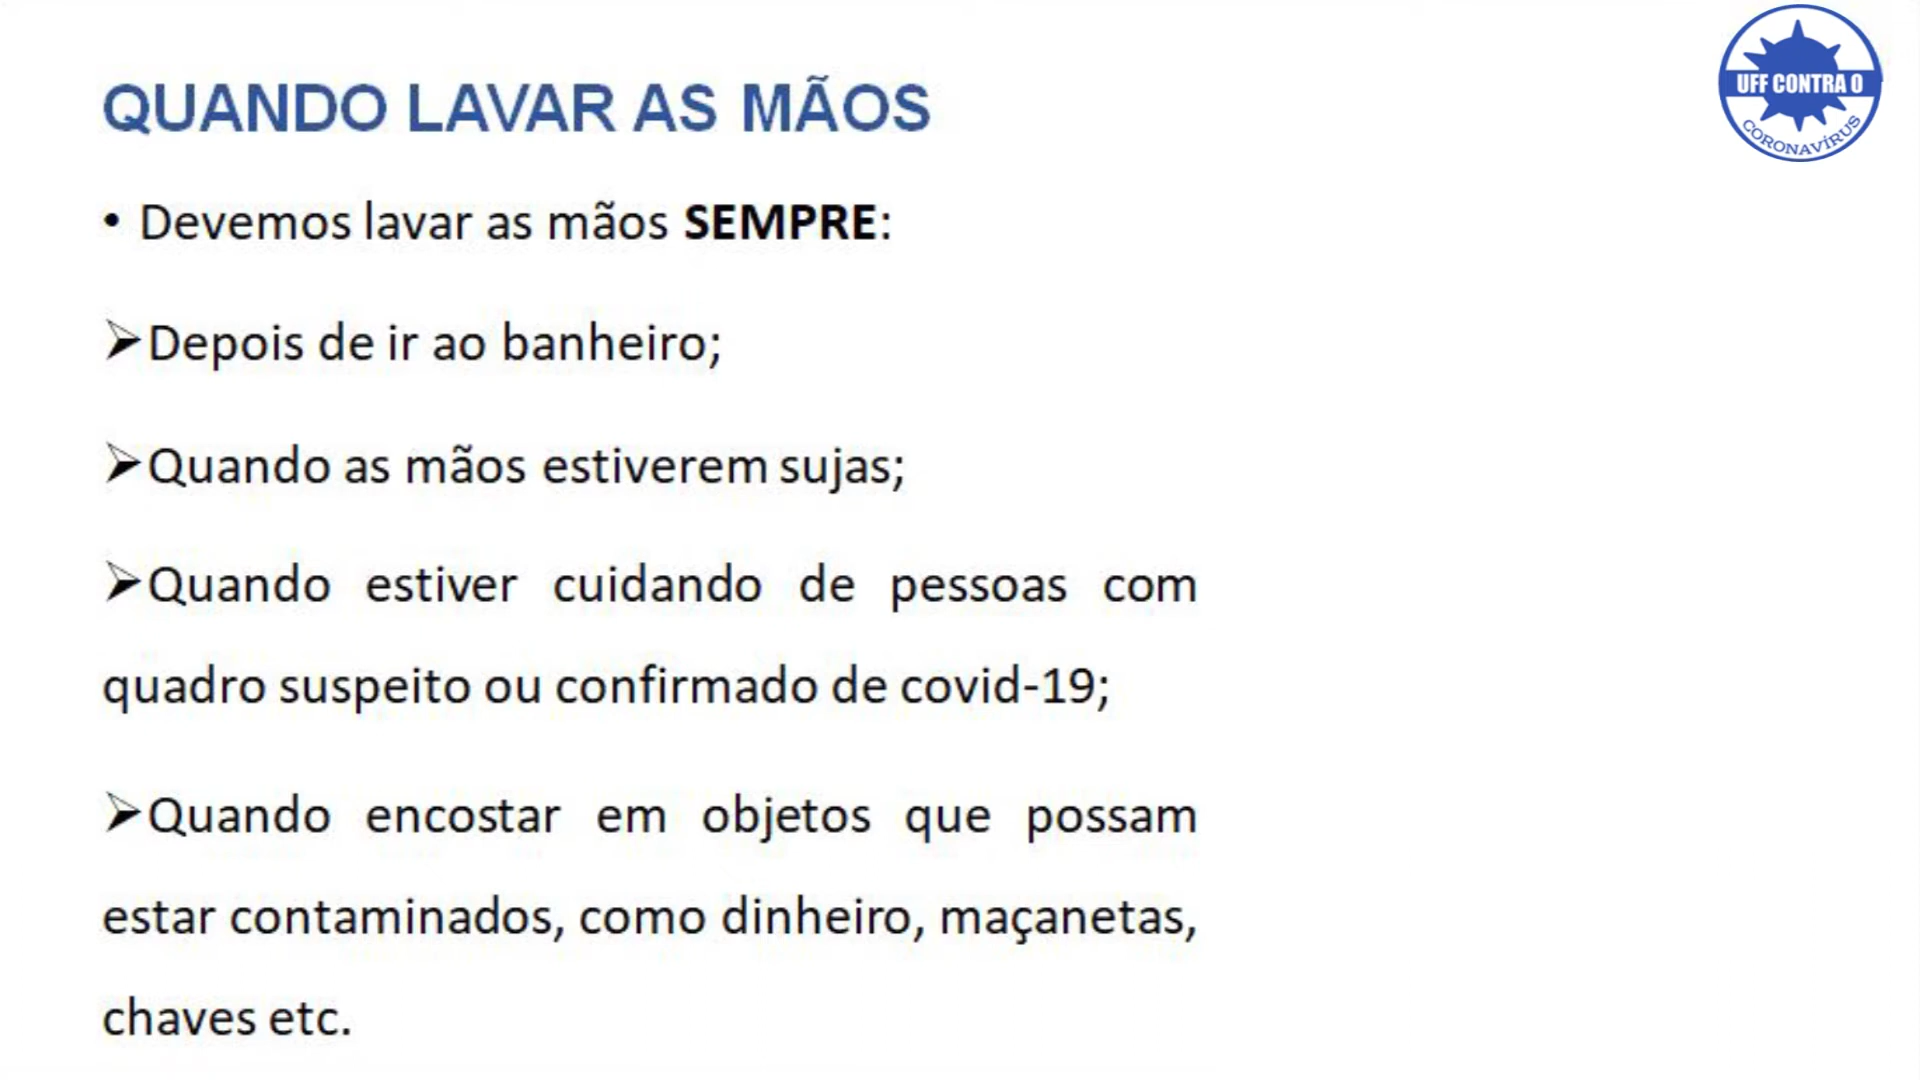 UFF CONTRA O
CORONAVÍRUS
QUANDO LAVAR AS MÃOS
• Devemos lavar as mãos SEMPRE:
➢Depois de ir ao banheiro;
➢Quando as mãos estiverem sujas;
➢Quando estiver cuidando de pessoas com
quadro suspeito ou confirmado de covid-19;
➢Quando encostar em objetos que possam
estar contaminados, como dinheiro, maçanetas,
chaves etc.